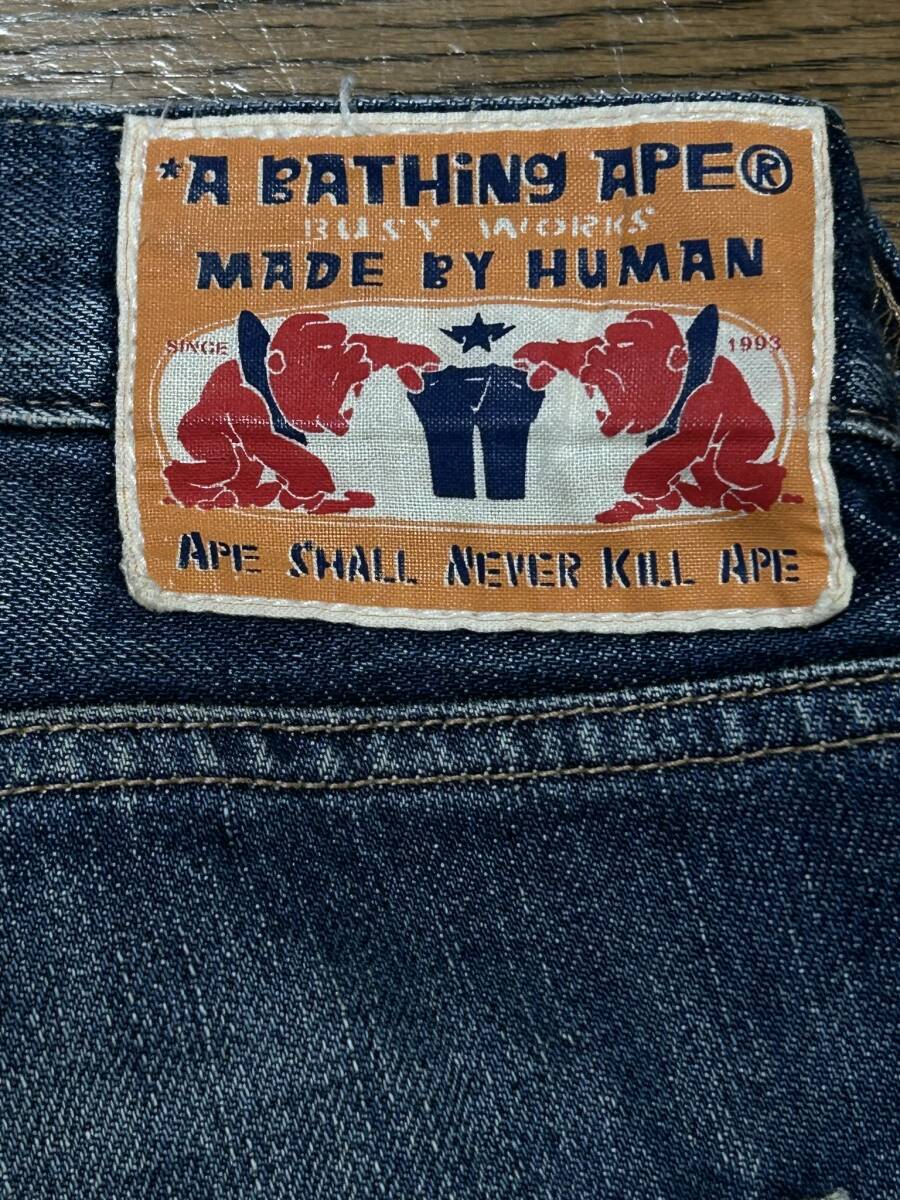 *A BATHiNG APE®
BUSY WORKS
MADE BY HUMAN
SINCE 1993
APE SHALL NEVER KILL APE